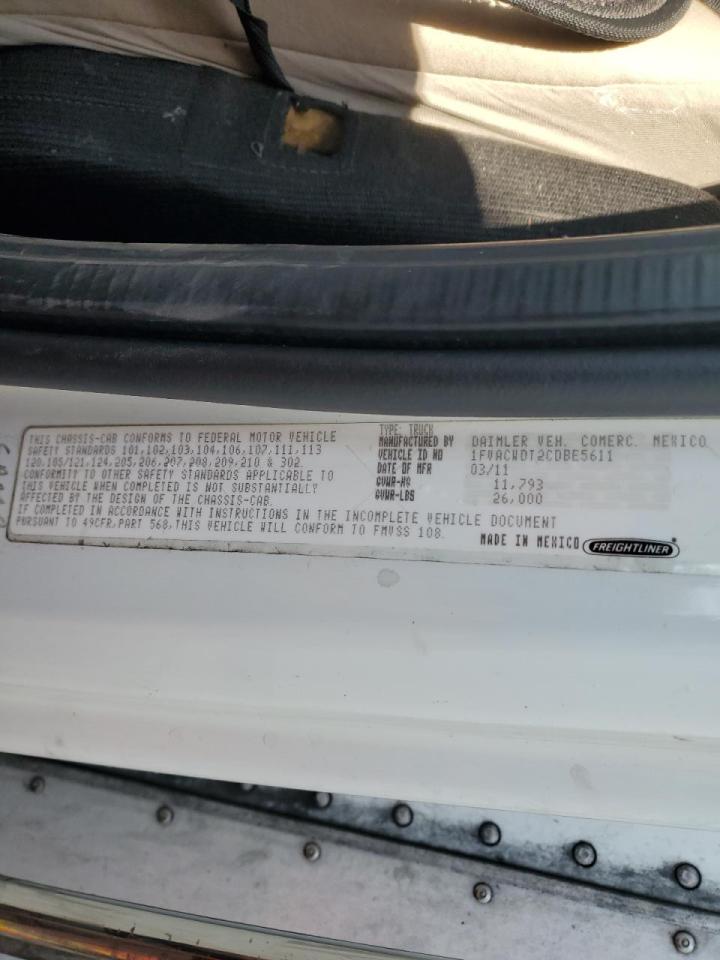 THIS CHASSIS-CAB CONFORMS TO FEDERAL MOTOR VEHICLE
SAFETY STANDARDS 101,102,103,104,106,107,111,113
120,105/121,124,205,206,207,208,209,210 & 302.
CONFORMITY TO OTHER SAFETY STANDARDS APPLICABLE TO
THIS VEHICLE WHEN COMPLETED IS NOT SUBSTANTIALLY
AFFECTED BY THE DESIGN OF THE CHASSIS-CAB.
IF COMPLETED IN ACCORDANCE WITH INSTRUCTIONS IN THE INCOMPLETE VEHICLE DOCUMENT
PURSUANT TO 49CFR,PART 568,THIS VEHICLE WILL CONFORM TO FMVSS 108.
TYPE: TRUCK
MANUFACTURED BY DAIMLER VEH. COMERC. MEXICO
VEHICLE ID NO 1FVACWDT2CDBE5611
DATE OF MFR 03/11
GVWR-KG 11,793
GVWR-LBS 26,000
MADE IN MEXICO FREIGHTLINER